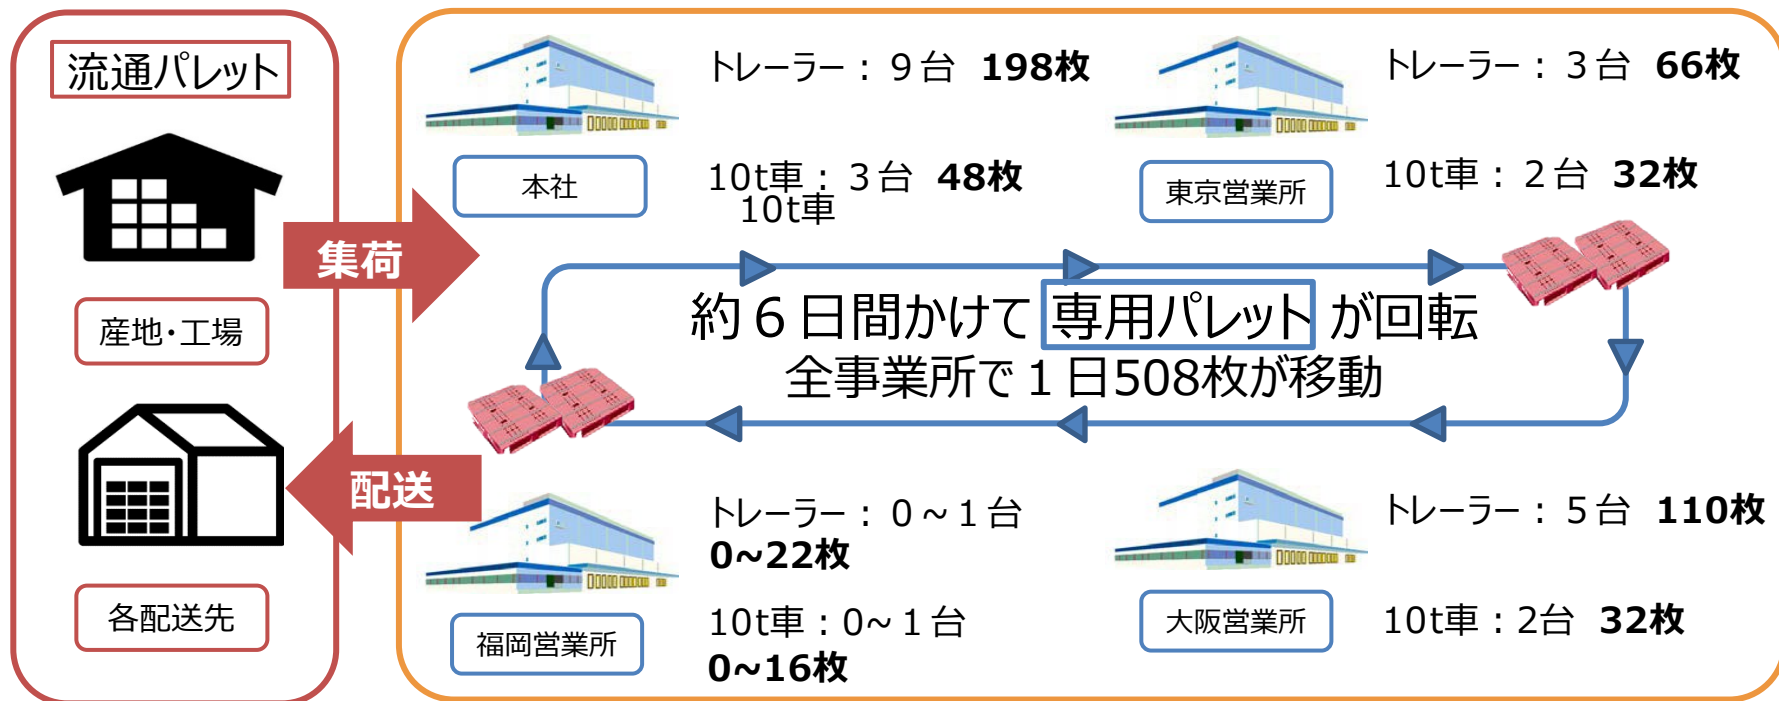 流通パレット
産地・工場
各配送先
集荷
配送
本社
トレーラー：９台 198枚
10t車：３台 48枚
10t車
東京営業所
トレーラー：３台 66枚
10t車：２台 32枚
約６日間かけて 専用パレット が回転
全事業所で１日508枚が移動
福岡営業所
トレーラー：０～１台
0~22枚
10t車：0~１台
0~16枚
大阪営業所
トレーラー：５台 110枚
10t車：2台 32枚